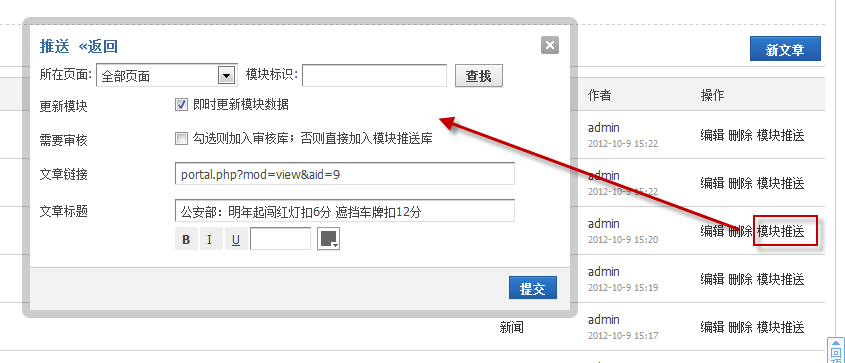 推送 «返回
新文章
所在页面: 全部页面 模块标识: 查找
作者 操作
更新模块 即时更新模块数据
需要审核 勾选则加入审核库；否则直接加入模块推送库
文章链接 portal.php?mod=view&aid=9
文章标题 公安部：明年起闯红灯扣6分 遮挡车牌扣12分
B I U
提交
admin
2012-10-9 15:22
编辑 删除 模块推送
admin
2012-10-9 15:22
编辑 删除 模块推送
admin
2012-10-9 15:20
编辑 删除 模块推送
admin
2012-10-9 15:19
编辑 删除 模块推送
新闻
admin
2012-10-9 15:17
编辑 删除 模块推送
回